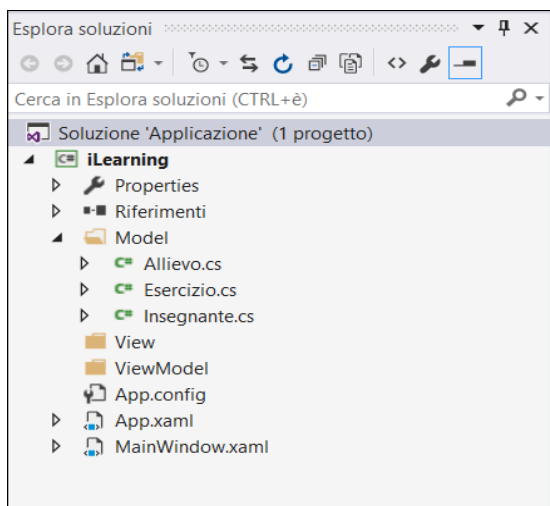 Esplora soluzioni
Cerca in Esplora soluzioni (CTRL+è)
Soluzione 'Applicazione' (1 progetto)
C# iLearning
Properties
Riferimenti
Model
C# Allievo.cs
C# Esercizio.cs
C# Insegnante.cs
View
ViewModel
App.config
App.xaml
MainWindow.xaml